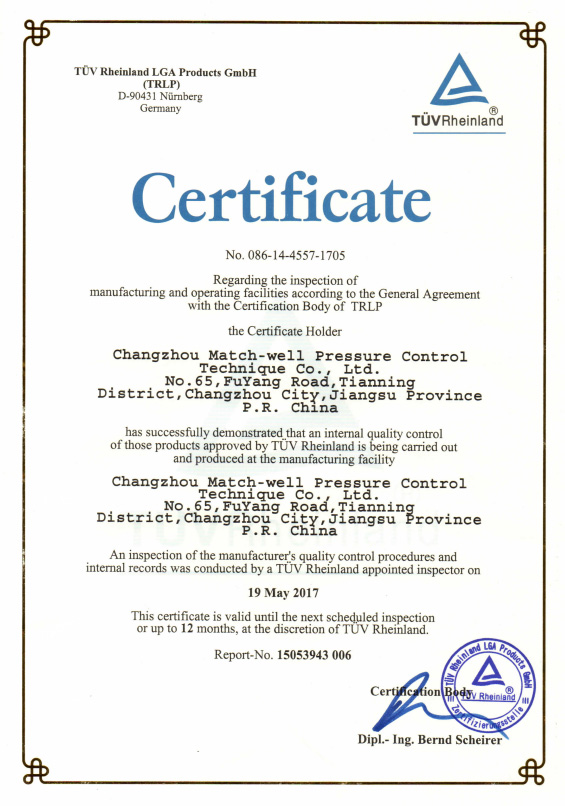 TÜV Rheinland LGA Products GmbH
(TRLP)
D-90431 Nürnberg
Germany
®
TÜVRheinland
Certificate
No. 086-14-4557-1705
Regarding the inspection of
manufacturing and operating facilities according to the General Agreement
with the Certification Body of TRLP
the Certificate Holder
Changzhou Match-well Pressure Control
Technique Co., Ltd.
No.65,FuYang Road,Tianning
District,Changzhou City,Jiangsu Province
P.R. China
has successfully demonstrated that an internal quality control
of those products approved by TÜV Rheinland is being carried out
and produced at the manufacturing facility
Changzhou Match-well Pressure Control
Technique Co., Ltd.
No.65,FuYang Road,Tianning
District,Changzhou City,Jiangsu Province
P.R. China
An inspection of the manufacturer's quality control procedures and
internal records was conducted by a TÜV Rheinland appointed inspector on
19 May 2017
This certificate is valid until the next scheduled inspection
or up to 12 months, at the discretion of TÜV Rheinland.
Report-No. 15053943 006
TÜV Rheinland LGA Products GmbH
®
TÜV Rheinland
Zertifizierungsstelle
Certification Body
Dipl.- Ing. Bernd Scheirer